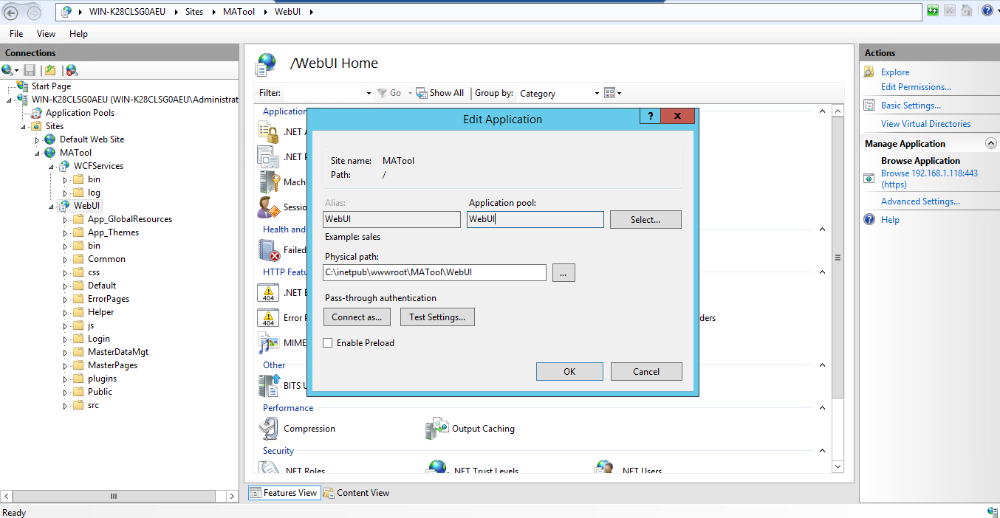 WIN-K28CLSG0AEU Sites MATool WebUI
File View Help
Connections
Start Page
WIN-K28CLSG0AEU (WIN-K28CLSG0AEU\Administrat
Application Pools
Sites
Default Web Site
MATool
WCFServices
bin
log
WebUI
App_GlobalResources
App_Themes
bin
Common
css
Default
ErrorPages
Helper
js
Login
MasterDataMgt
MasterPages
plugins
Public
src
/WebUI Home
Filter: Go Show All Group by: Category
Application
.NET A
.NET P
Mach
Sessio
Health and
Failed
HTTP Featu
.NET E
404
Error P
404
ders
MIME
Other
BITS U
Performance
Compression Output Caching
Security
.NET Roles .NET Trust Levels .NET Users
Features View Content View
Edit Application
? X
Site name: MATool
Path: /
Alias: Application pool:
WebUI WebUI Select...
Example: sales
Physical path:
C:\inetpub\wwwroot\MATool\WebUI ...
Pass-through authentication
Connect as... Test Settings...
Enable Preload
OK Cancel
Actions
Explore
Edit Permissions...
Basic Settings...
View Virtual Directories
Manage Application
Browse Application
Browse 192.168.1.118:443
(https)
Advanced Settings...
Help
Ready